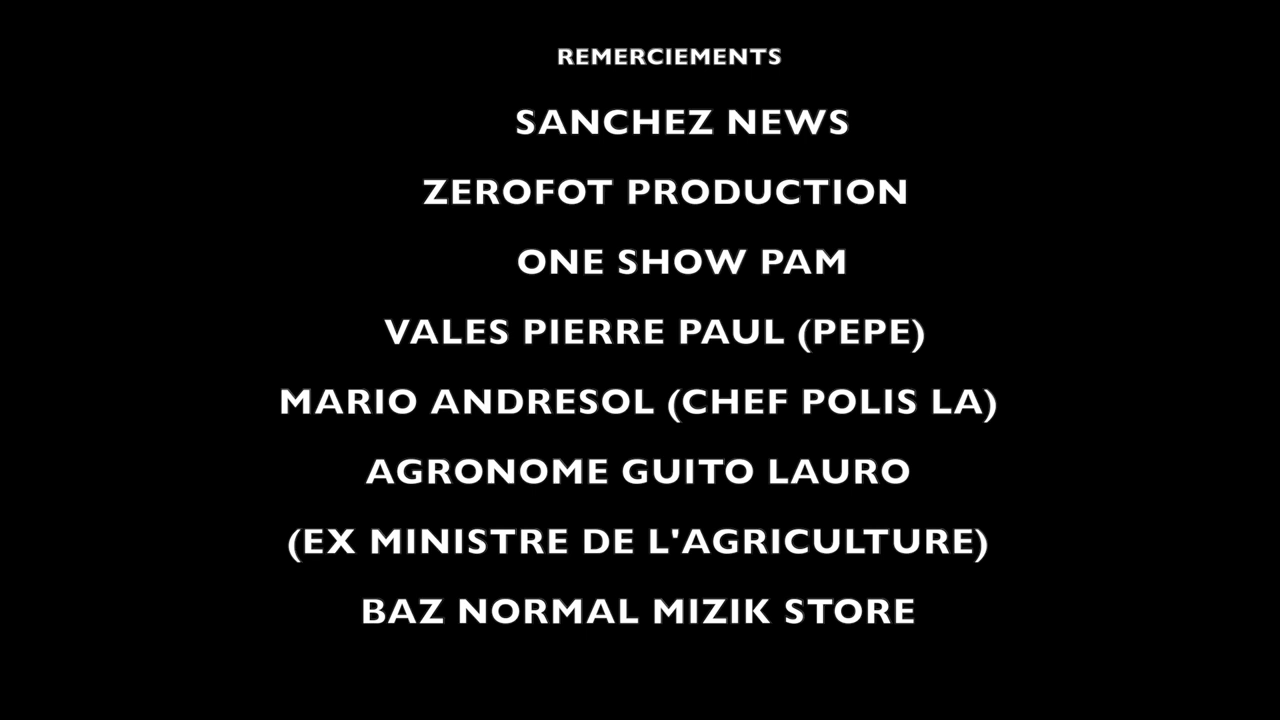 REMERCIEMENTS
SANCHEZ NEWS
ZEROFOT PRODUCTION
ONE SHOW PAM
VALES PIERRE PAUL (PEPE)
MARIO ANDRESOL (CHEF POLIS LA)
AGRONOME GUITO LAURO
(EX MINISTRE DE L'AGRICULTURE)
BAZ NORMAL MIZIK STORE